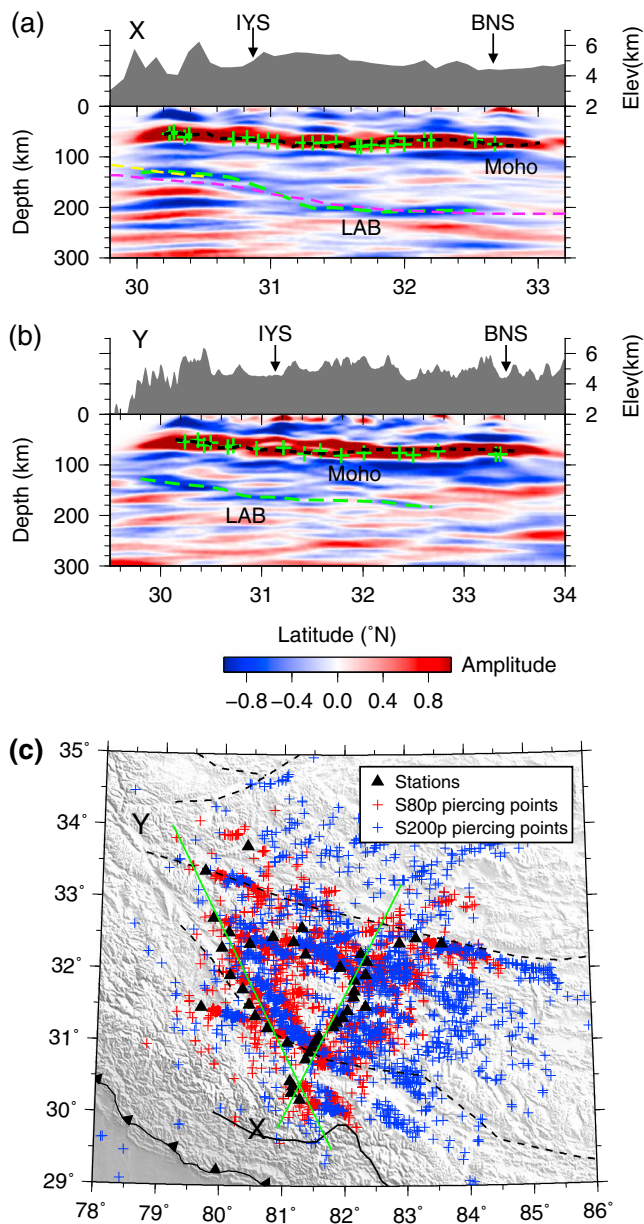 (a)
X
IYS
BNS
6
4
2
Elev(km)
0
100
200
300
Depth (km)
Moho
LAB
30
31
32
33
(b)
Y
IYS
BNS
6
4
2
Elev(km)
0
100
200
300
Depth (km)
Moho
LAB
30
31
32
33
34
Latitude (˚N)
Amplitude
−0.8 −0.4 0.0 0.4 0.8
(c)
35˚
34˚
33˚
32˚
31˚
30˚
29˚
Stations
S80p piercing points
S200p piercing points
Y
X
78˚ 79˚ 80˚ 81˚ 82˚ 83˚ 84˚ 85˚ 86˚